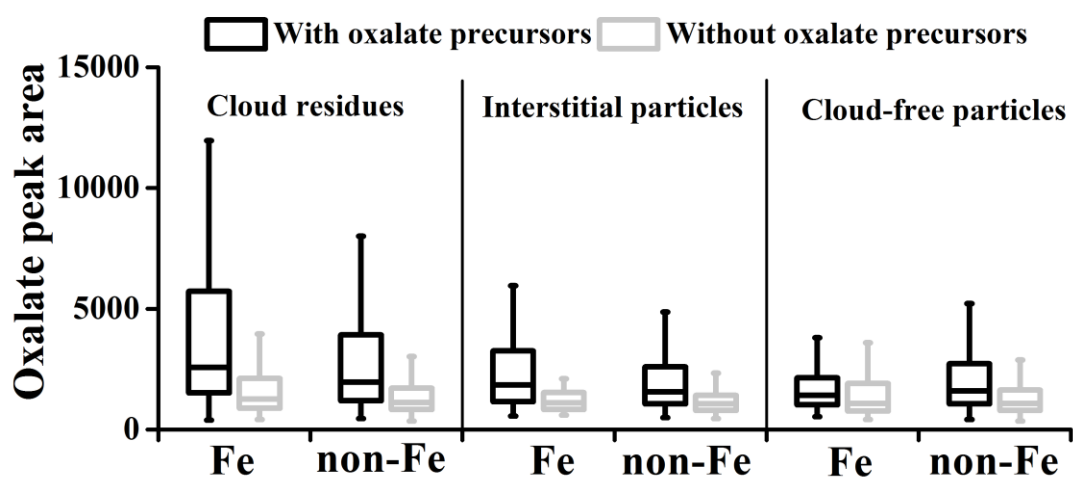 With oxalate precursors Without oxalate precursors
Oxalate peak area
15000
10000
5000
0
Cloud residues Interstitial particles Cloud-free particles
Fe non-Fe Fe non-Fe Fe non-Fe